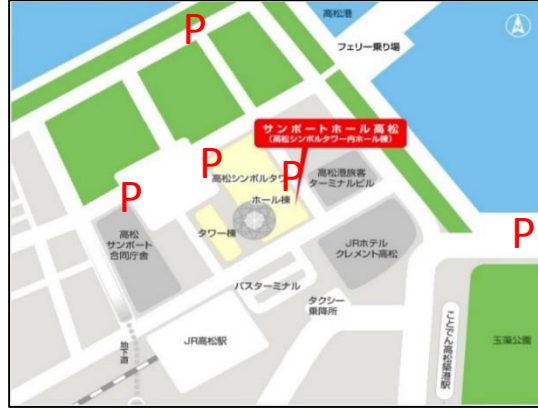 高松港
P
フェリー乗り場
サンポートホール高松
(高松シンボルタワー内ホール棟)
P
高松シンボルタワー
P
高松港旅客
ターミナルビル
P
ホール棟
P
高松
サンポート
合同庁舎
タワー棟
JRホテル
クレメント高松
バスターミナル
タクシー
乗降所
ことでん高松築港駅
玉藻公園
JR高松駅
地下道